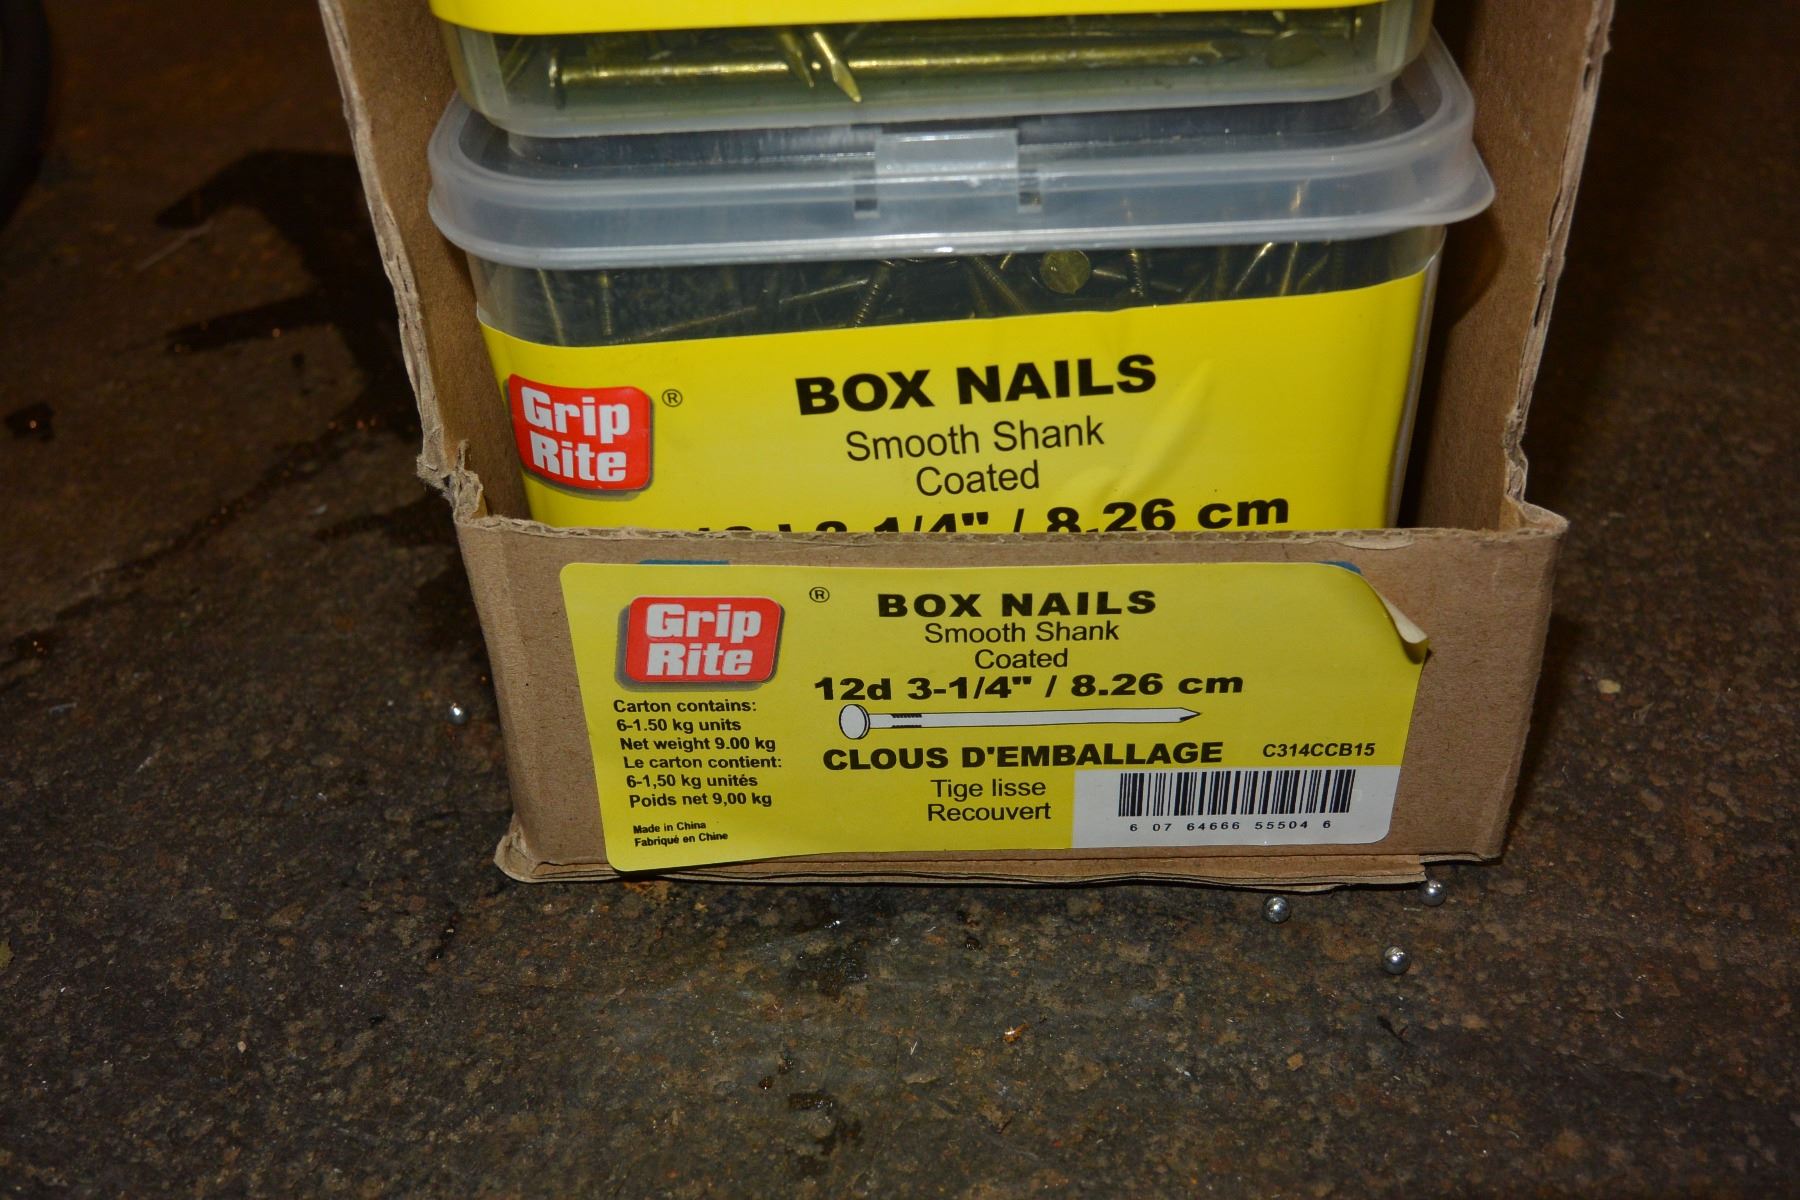 Grip
Rite
®
BOX NAILS
Smooth Shank
Coated
1/4" / 8.26 cm
Grip
Rite
®
BOX NAILS
Smooth Shank
Coated
12d 3-1/4" / 8.26 cm
Carton contains:
6-1.50 kg units
Net weight 9.00 kg
Le carton contient:
6-1,50 kg unités
Poids net 9,00 kg
Made in China
Fabriqué en Chine
CLOUS D'EMBALLAGE
C314CCB15
Tige lisse
Recouvert
6 07 64666 55504 6